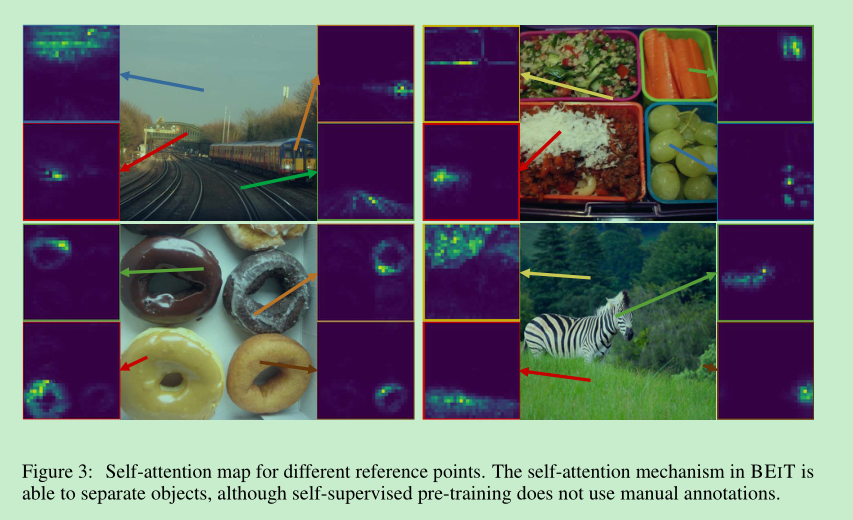 Figure 3: Self-attention map for different reference points. The self-attention mechanism in BEIT is
able to separate objects, although self-supervised pre-training does not use manual annotations.